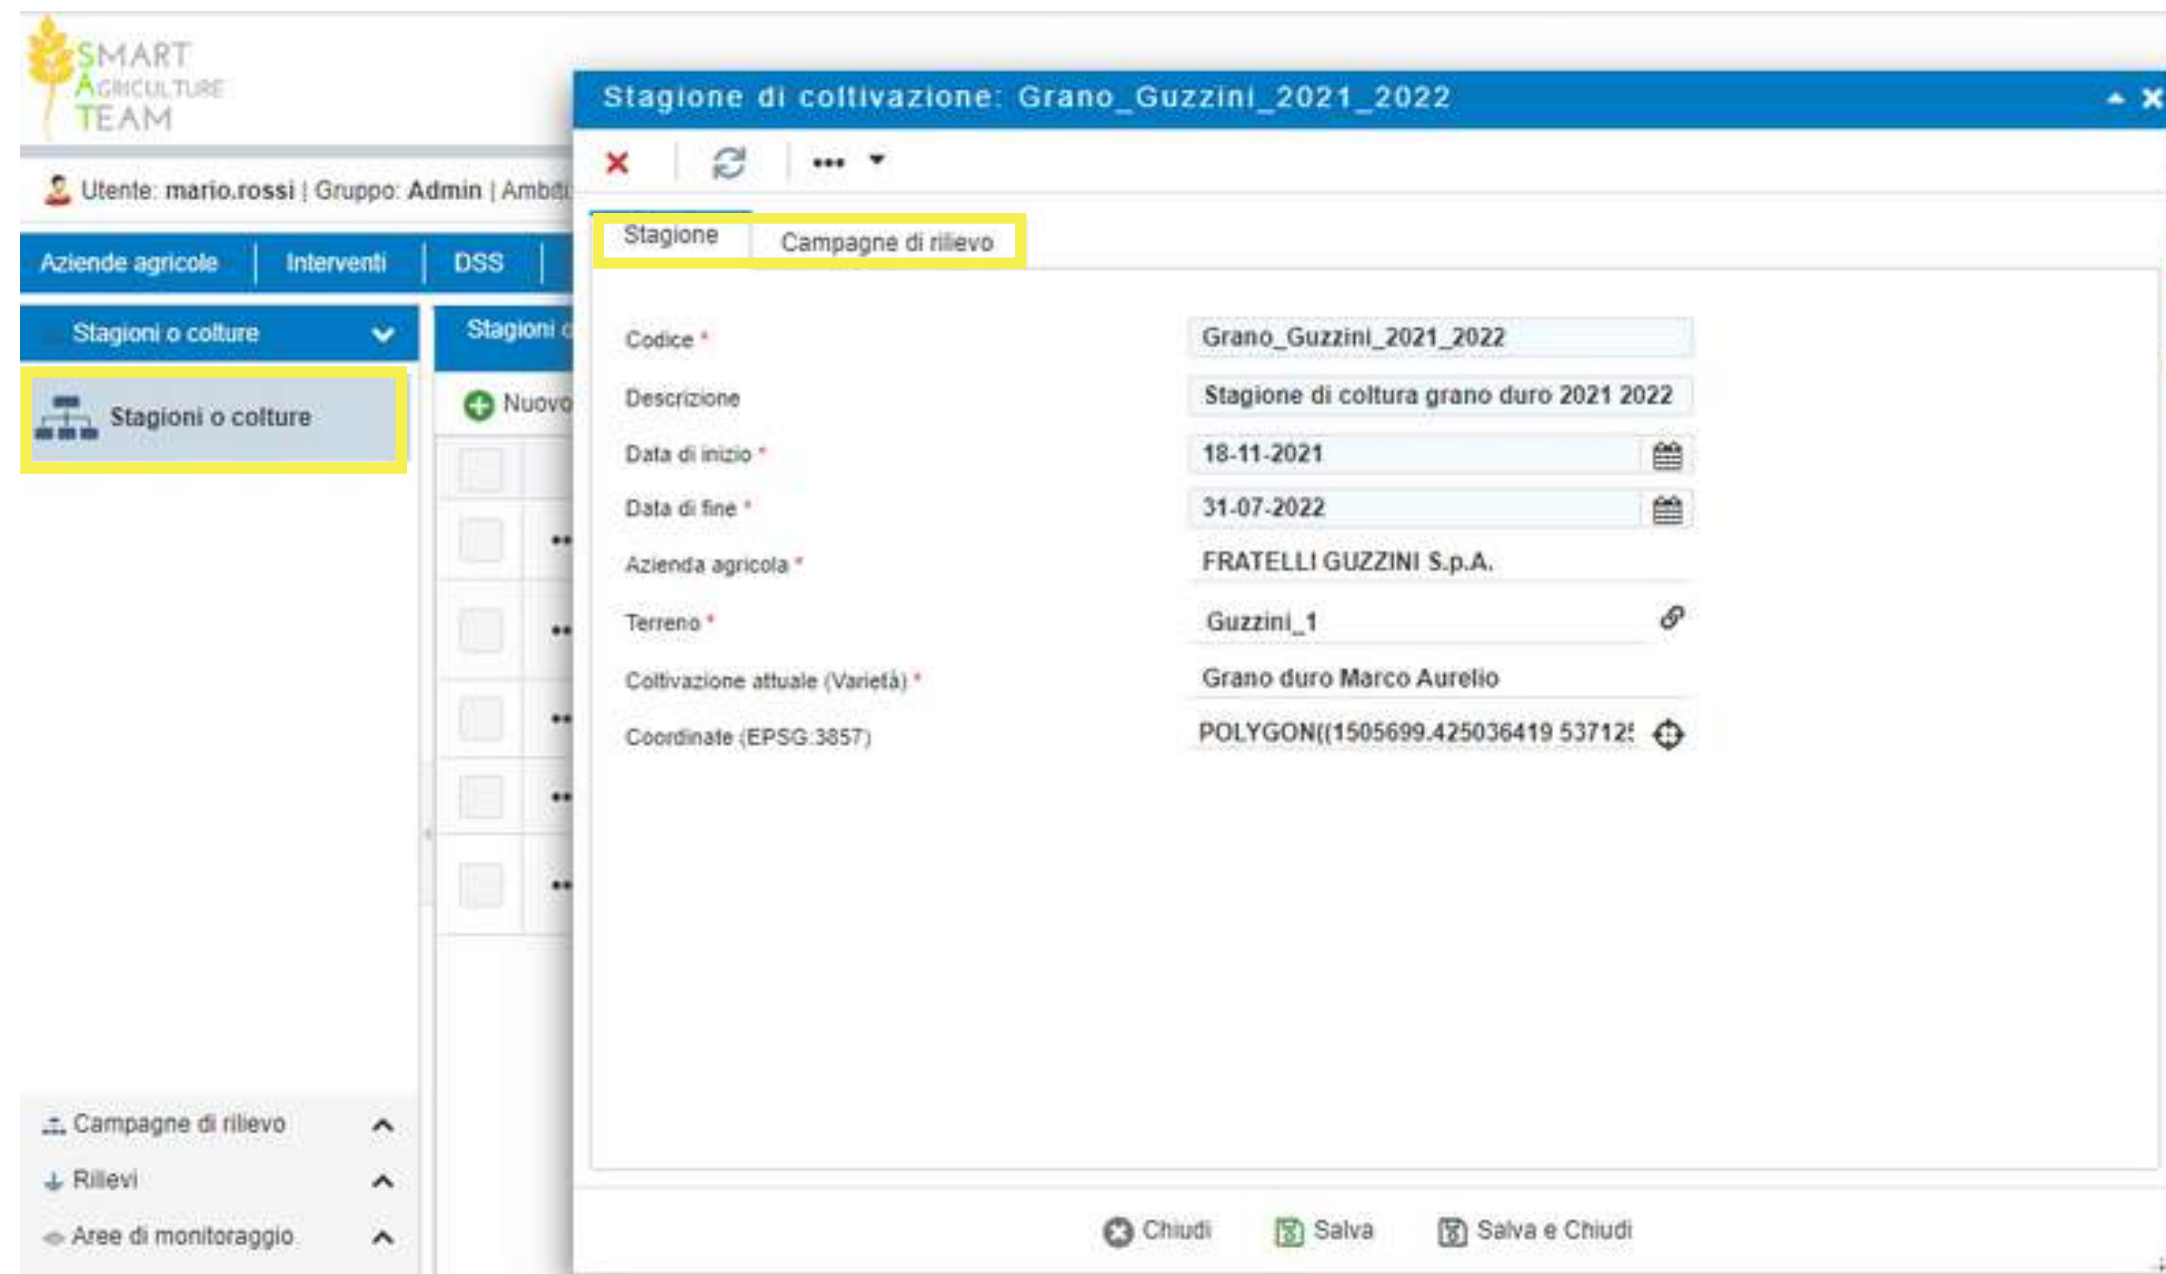 SMART
AGRICULTURE
TEAM
Utente: mario.rossi | Gruppo: Admin | Ambiti
Aziende agricole
Interventi
DSS
Stagioni o colture
Stagioni o colture
Stagioni
Nuovo
Stagione di coltivazione: Grano_Guzzini_2021_2022
Stagione
Campagne di rilievo
Codice *
Grano_Guzzini_2021_2022
Descrizione
Stagione di coltura grano duro 2021 2022
Data di inizio *
18-11-2021
Data di fine *
31-07-2022
Azienda agricola *
FRATELLI GUZZINI S.p.A.
Terreno *
Guzzini_1
Coltivazione attuale (Varietà) *
Grano duro Marco Aurelio
Coordinate (EPSG:3857)
POLYGON((1505699.425036419 53712
Campagne di rilievo
Rilievi
Aree di monitoraggio
Chiudi
Salva
Salva e Chiudi